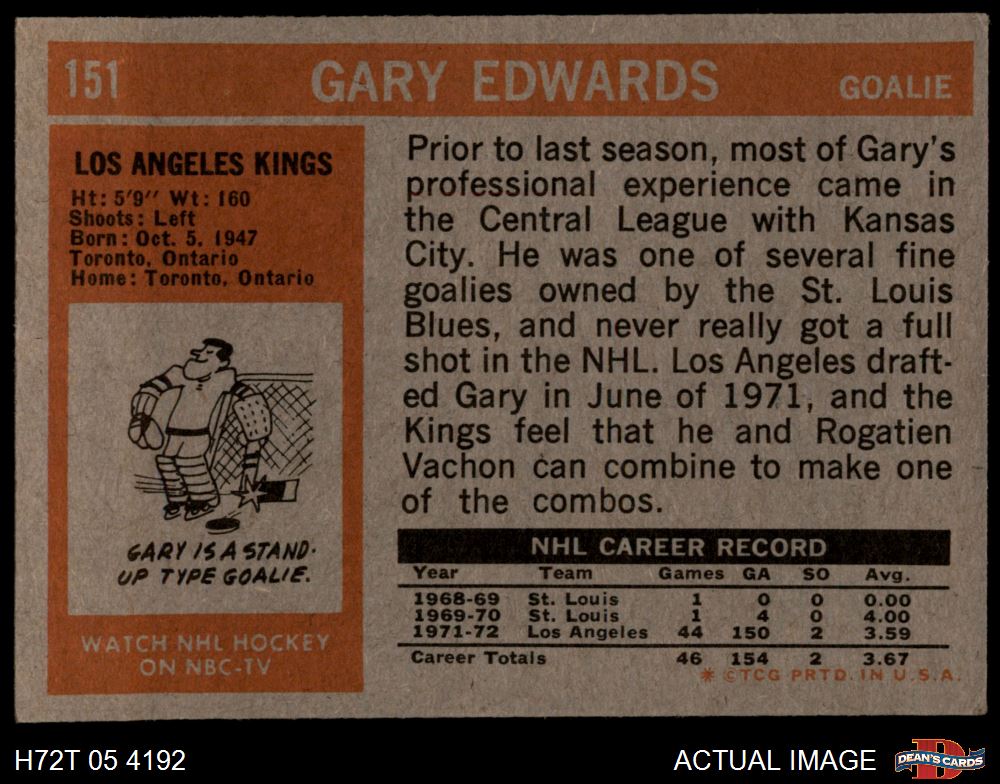 151 GARY EDWARDS GOALIE
LOS ANGELES KINGS
Ht: 5'9" Wt: 160
Shoots: Left
Born: Oct. 5, 1947
Toronto, Ontario
Home: Toronto, Ontario
GARY IS A STAND-
UP TYPE GOALIE.
WATCH NHL HOCKEY
ON NBC-TV
Prior to last season, most of Gary's
professional experience came in
the Central League with Kansas
City. He was one of several fine
goalies owned by the St. Louis
Blues, and never really got a full
shot in the NHL. Los Angeles draft-
ed Gary in June of 1971, and the
Kings feel that he and Rogatien
Vachon can combine to make one
of the combos.
NHL CAREER RECORD
Year Team Games GA SO Avg.
1968-69 St. Louis 1 0 0 0.00
1969-70 St. Louis 1 4 0 4.00
1971-72 Los Angeles 44 150 2 3.59
Career Totals 46 154 2 3.67
* ©TCG PRTD. IN U.S.A.
H72T 05 4192 ACTUAL IMAGE DEAN'S CARDS